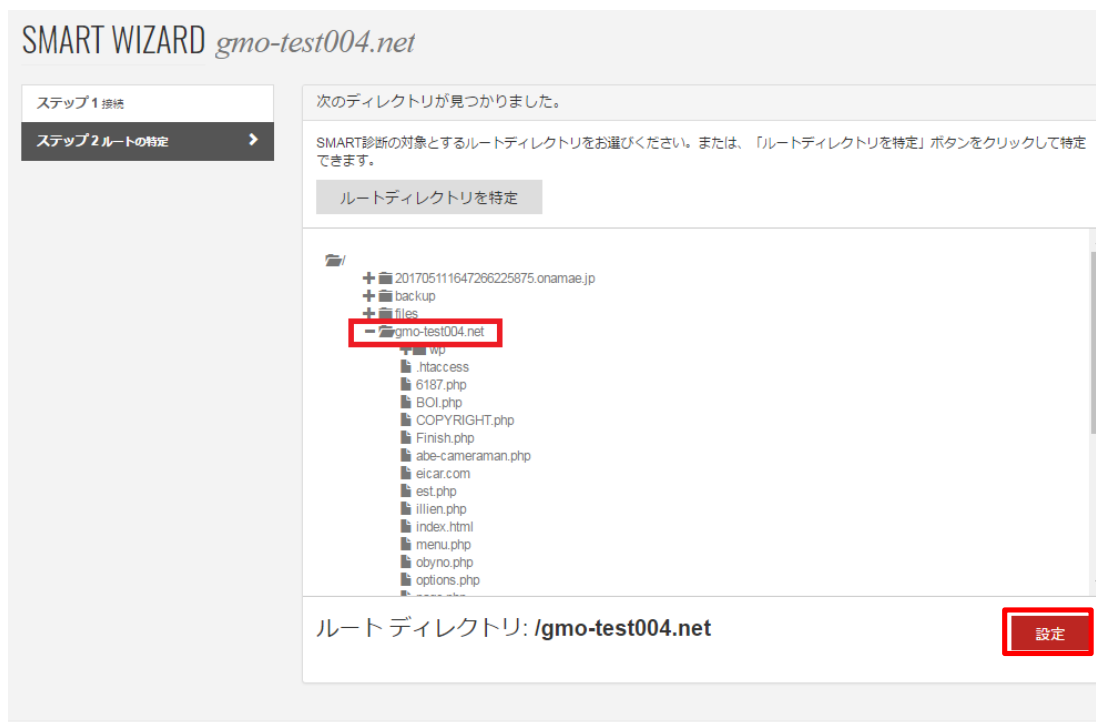 SMART WIZARD gmo-test004.net
ステップ 1 接続
ステップ 2 ルートの特定
次のディレクトリが見つかりました。
SMART診断の対象とするルートディレクトリをお選びください。または、「ルートディレクトリを特定」ボタンをクリックして特定
できます。
ルートディレクトリを特定
/
201705111647266225875.onamae.jp
backup
files
gmo-test004.net
wp
.htaccess
6187.php
BOI.php
COPYRIGHT.php
Finish.php
abe-cameraman.php
eicar.com
est.php
illien.php
index.html
menu.php
obyno.php
options.php
ルート ディレクトリ: /gmo-test004.net
設定